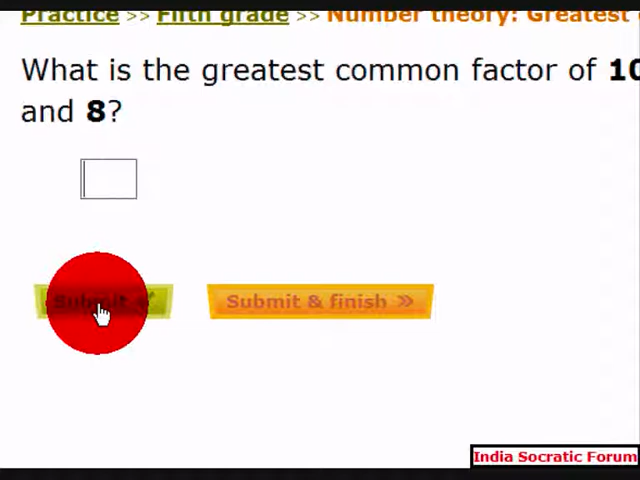 Practice >> Fifth grade >> Number theory: Greatest
What is the greatest common factor of 10
and 8?
Submit Submit & finish >>
India Socratic Forum